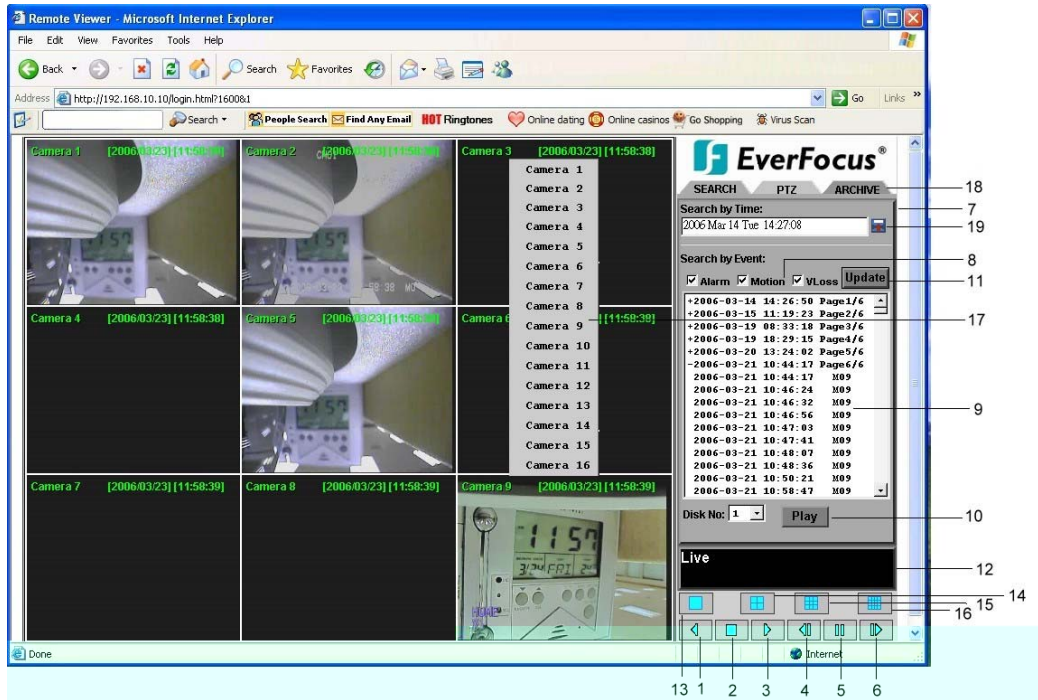 Remote Viewer - Microsoft Internet Explorer
File Edit View Favorites Tools Help
Back Search Favorites
Address http://192.168.10.10/login.html?1600&1 Go Links »
Search People Search Find Any Email HOT Ringtones Online dating Online casinos Go Shopping Virus Scan
Camera 1 [2006/03/23] [11:58:39]
Camera 2 [2006/03/23] [11:58:39]
Camera 3 [2006/03/23] [11:58:38]
Camera 4 [2006/03/23] [11:58:38]
Camera 5 [2006/03/23] [11:58:39]
Camera 6 [11:58:39]
Camera 7 [2006/03/23] [11:58:39]
Camera 8 [2006/03/23] [11:58:39]
Camera 9 [2006/03/23] [11:58:39]
11 57
3/24 FRI
HOME
Camera 1
Camera 2
Camera 3
Camera 4
Camera 5
Camera 6
Camera 7
Camera 8
Camera 9
Camera 10
Camera 11
Camera 12
Camera 13
Camera 14
Camera 15
Camera 16
EverFocus®
SEARCH PTZ ARCHIVE
Search by Time:
2006 Mar 14 Tue 14:27:08
Search by Event:
Alarm Motion VLoss Update
+2006-03-14 14:26:50 Page1/6
+2006-03-15 11:19:23 Page2/6
+2006-03-19 08:33:18 Page3/6
+2006-03-19 18:29:15 Page4/6
+2006-03-20 13:24:02 Page5/6
-2006-03-21 10:44:17 Page6/6
2006-03-21 10:44:17 M09
2006-03-21 10:46:24 M09
2006-03-21 10:46:32 M09
2006-03-21 10:46:56 M09
2006-03-21 10:47:03 M09
2006-03-21 10:47:41 M09
2006-03-21 10:48:07 M09
2006-03-21 10:48:36 M09
2006-03-21 10:50:21 M09
2006-03-21 10:58:47 M09
Disk No: 1 Play
Live
Done Internet
18
7
19
8
11
17
9
10
12
14
15
16
13 1 2 3 4 5 6